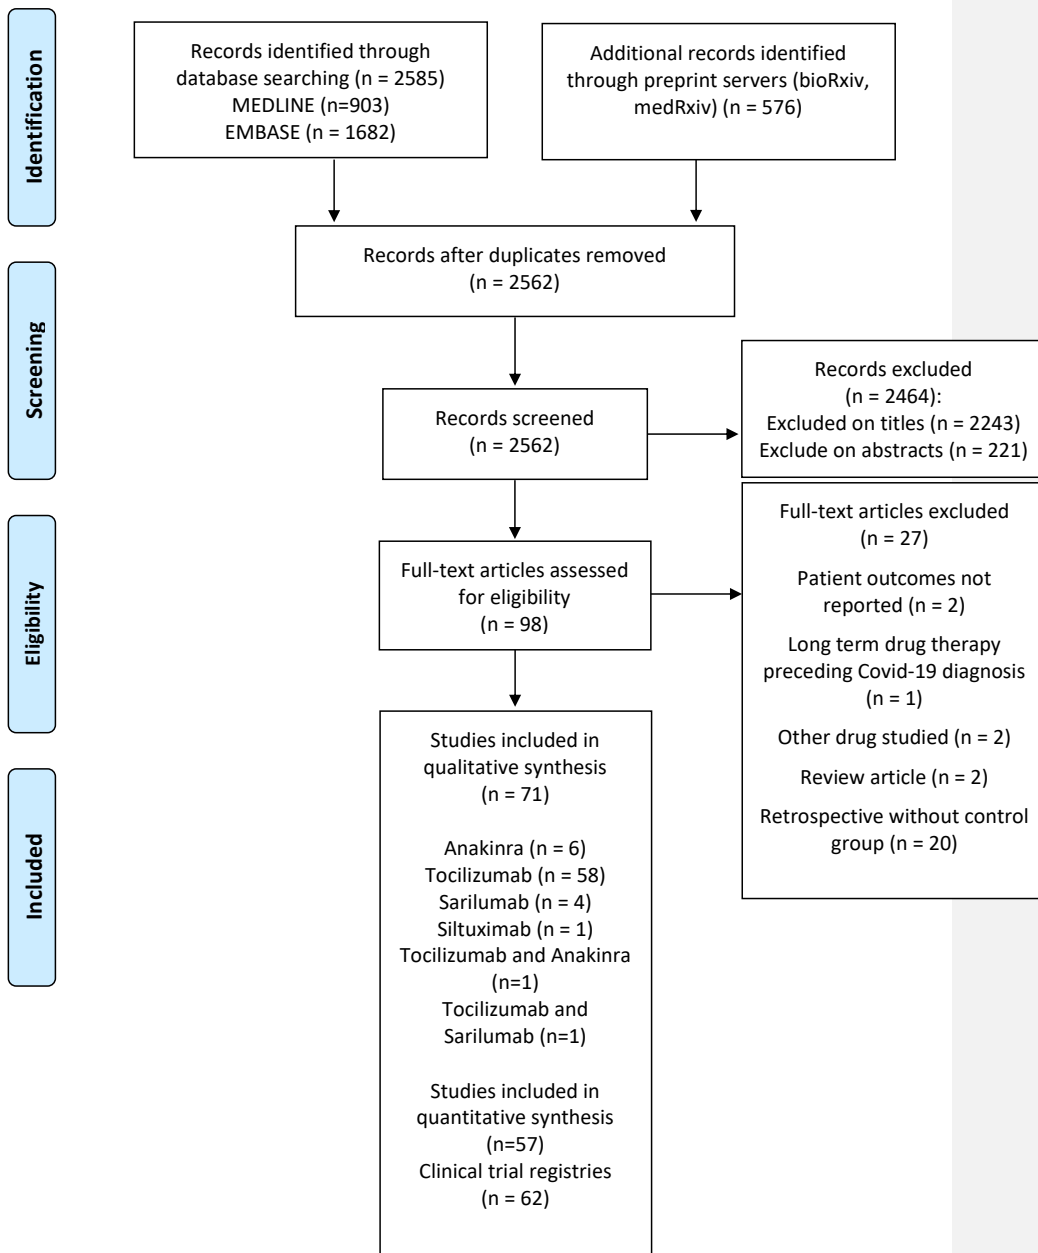 Identification
Records identified through
database searching (n = 2585)
MEDLINE (n=903)
EMBASE (n = 1682)
Additional records identified
through preprint servers (bioRxiv,
medRxiv) (n = 576)
Records after duplicates removed
(n = 2562)
Screening
Records screened
(n = 2562)
Records excluded
(n = 2464):
Excluded on titles (n = 2243)
Exclude on abstracts (n = 221)
Eligibility
Full-text articles assessed
for eligibility
(n = 98)
Full-text articles excluded
(n = 27)
Patient outcomes not
reported (n = 2)
Long term drug therapy
preceding Covid-19 diagnosis
(n = 1)
Other drug studied (n = 2)
Review article (n = 2)
Retrospective without control
group (n = 20)
Included
Studies included in
qualitative synthesis
(n = 71)
Anakinra (n = 6)
Tocilizumab (n = 58)
Sarilumab (n = 4)
Siltuximab (n = 1)
Tocilizumab and Anakinra
(n=1)
Tocilizumab and
Sarilumab (n=1)
Studies included in
quantitative synthesis
(n=57)
Clinical trial registries
(n = 62)